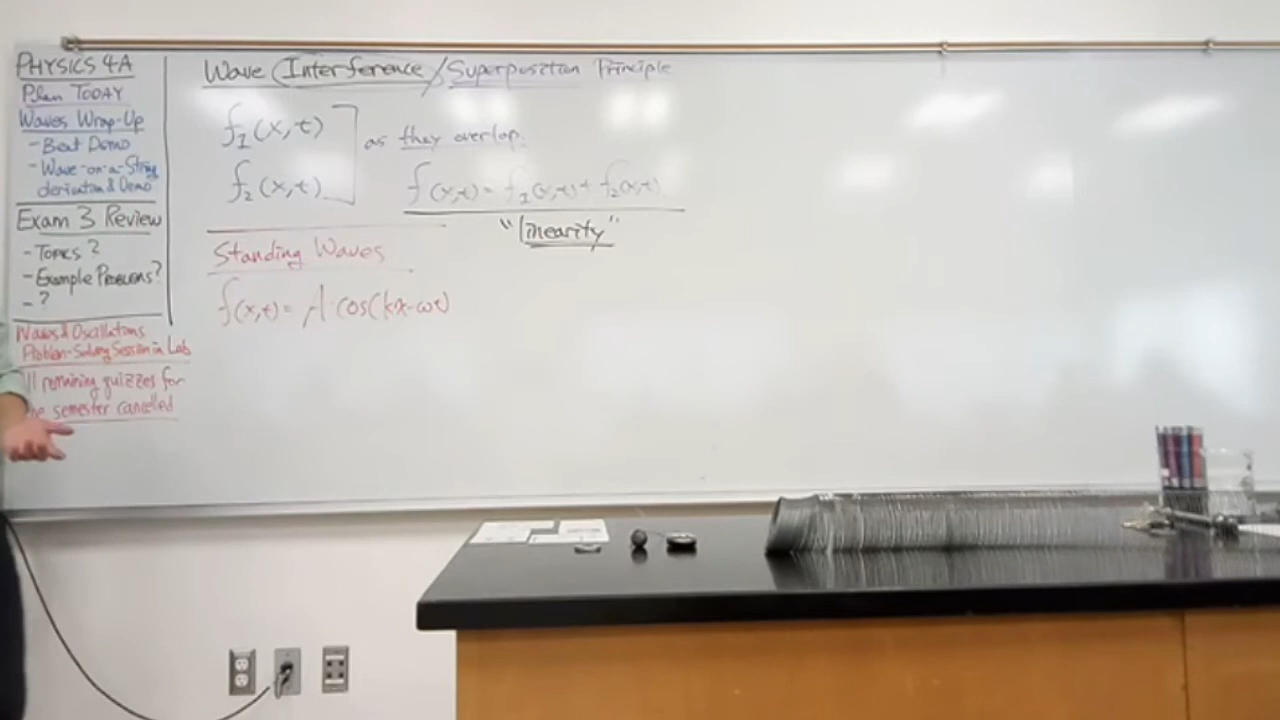 PHYSICS 4A
Plan TODAY
Waves Wrap-Up
- Beat Demo
- Wave-on-a-String
derivation & Demo
Exam 3 Review
- Topics ?
- Example Problems?
- ?
Waves & Oscillations
Problem-Solving Session in Lab
ll remaining quizzes for
semester cancelled
Wave (Interference/Superposition Principle
f₁(x,t)
f₂(x,t)
as they overlap.
f(x,t) = f₁(x,t) + f₂(x,t)
"linearity"
Standing Waves
f(x,t) = A cos(kx-ωt)